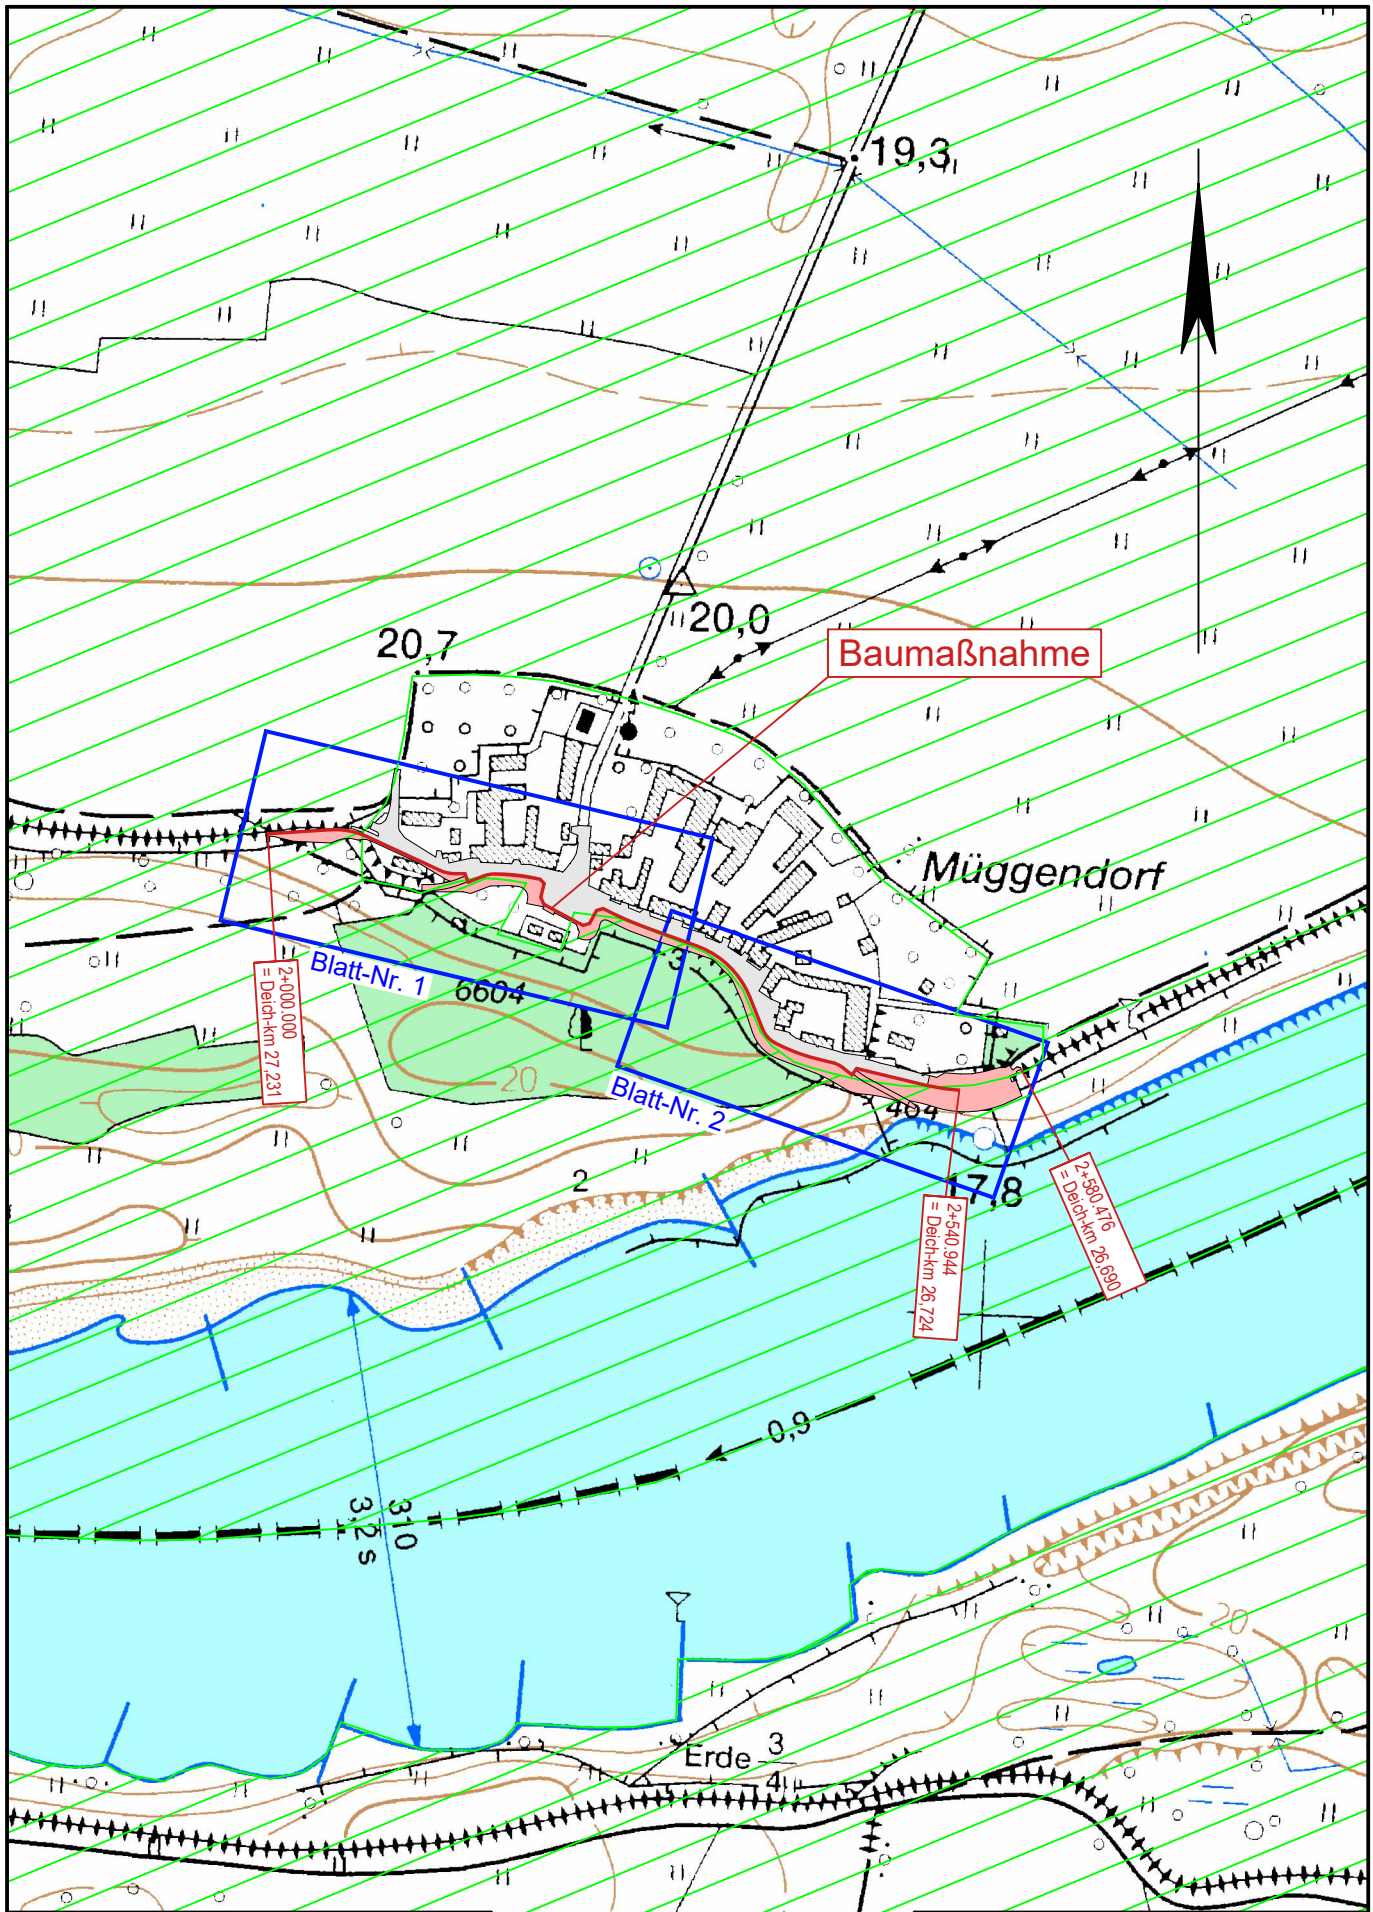 19,3
20,0
20,7
Baumaßnahme
Müggendorf
Blatt-Nr. 1
6604
3
2+000.000
= Deich-km 27,231
20
Blatt-Nr. 2
404
2
17,8
2+580.476
= Deich-km 26,690
2+540.944
= Deich-km 26,724
0,9
310
3,2 s
20
Erde 3
4